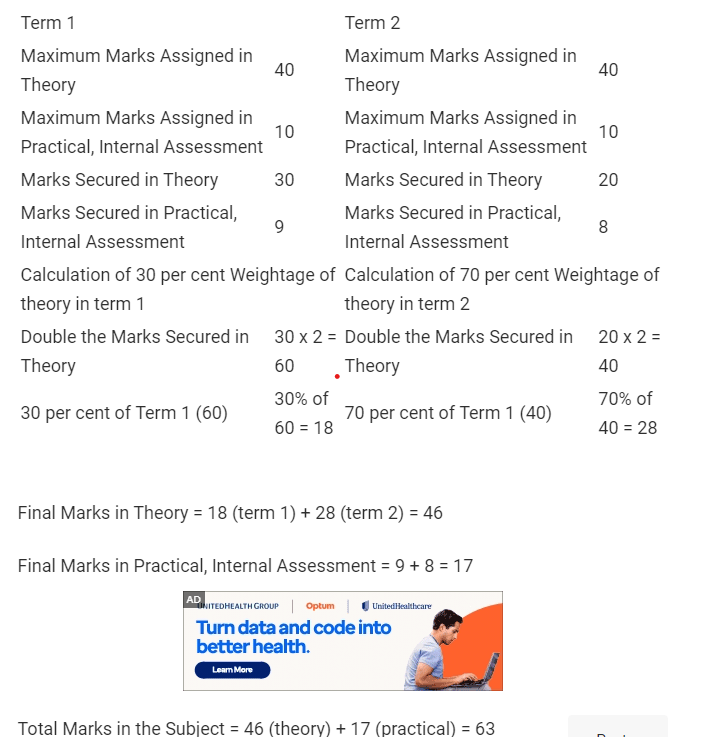 Term 1 Term 2
Maximum Marks Assigned in Theory 40 Maximum Marks Assigned in Theory 40
Maximum Marks Assigned in Practical, Internal Assessment 10 Maximum Marks Assigned in Practical, Internal Assessment 10
Marks Secured in Theory 30 Marks Secured in Theory 20
Marks Secured in Practical, Internal Assessment 9 Marks Secured in Practical, Internal Assessment 8
Calculation of 30 per cent Weightage of theory in term 1 Calculation of 70 per cent Weightage of theory in term 2
Double the Marks Secured in Theory 30 x 2 = 60 Double the Marks Secured in Theory 20 x 2 = 40
30 per cent of Term 1 (60) 30% of 60 = 18 70 per cent of Term 1 (40) 70% of 40 = 28
Final Marks in Theory = 18 (term 1) + 28 (term 2) = 46
Final Marks in Practical, Internal Assessment = 9 + 8 = 17
AD
UNITEDHEALTH GROUP Optum UnitedHealthcare
Turn data and code into
better health.
Learn More
Total Marks in the Subject = 46 (theory) + 17 (practical) = 63